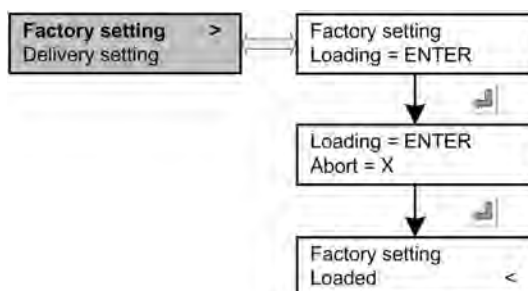 Factory setting >
Delivery setting
Factory setting
Loading = ENTER
Loading = ENTER
Abort = X
Factory setting
Loaded <